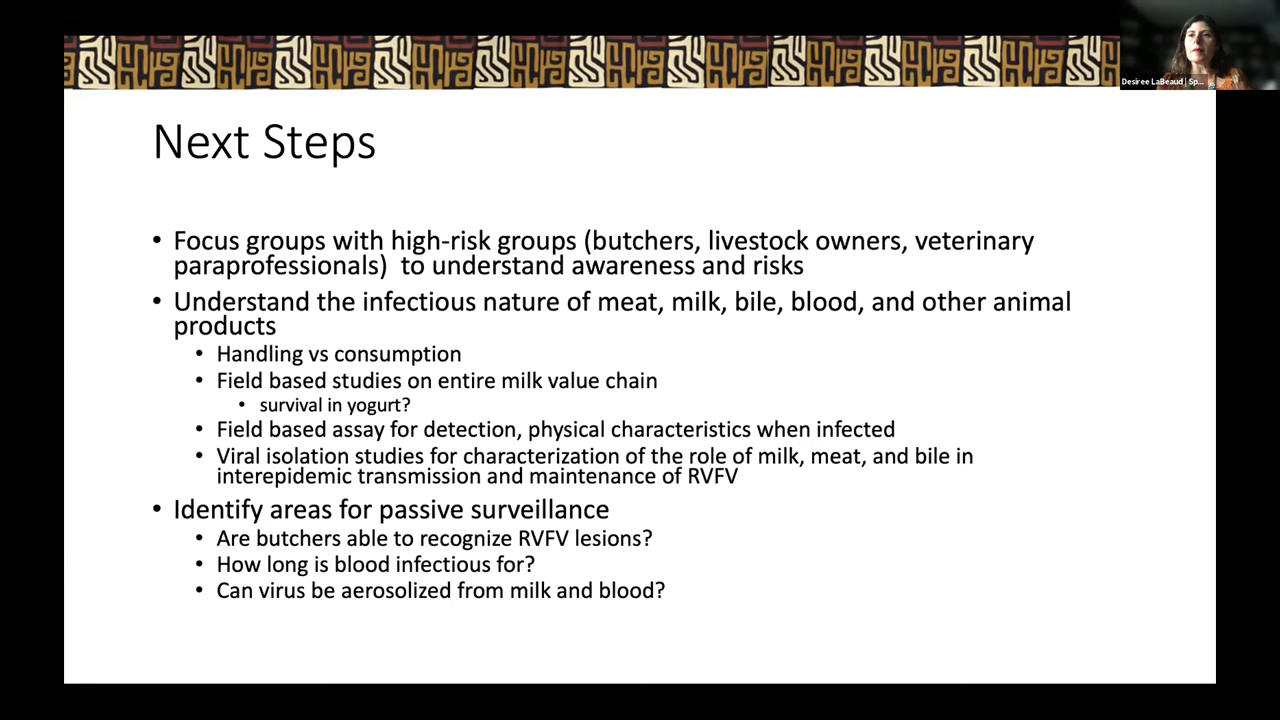 Desiree LaBeaud | Sp...
Next Steps
• Focus groups with high-risk groups (butchers, livestock owners, veterinary
paraprofessionals)  to understand awareness and risks
• Understand the infectious nature of meat, milk, bile, blood, and other animal
products
• Handling vs consumption
• Field based studies on entire milk value chain
• survival in yogurt?
• Field based assay for detection, physical characteristics when infected
• Viral isolation studies for characterization of the role of milk, meat, and bile in
interepidemic transmission and maintenance of RVFV
• Identify areas for passive surveillance
• Are butchers able to recognize RVFV lesions?
• How long is blood infectious for?
• Can virus be aerosolized from milk and blood?